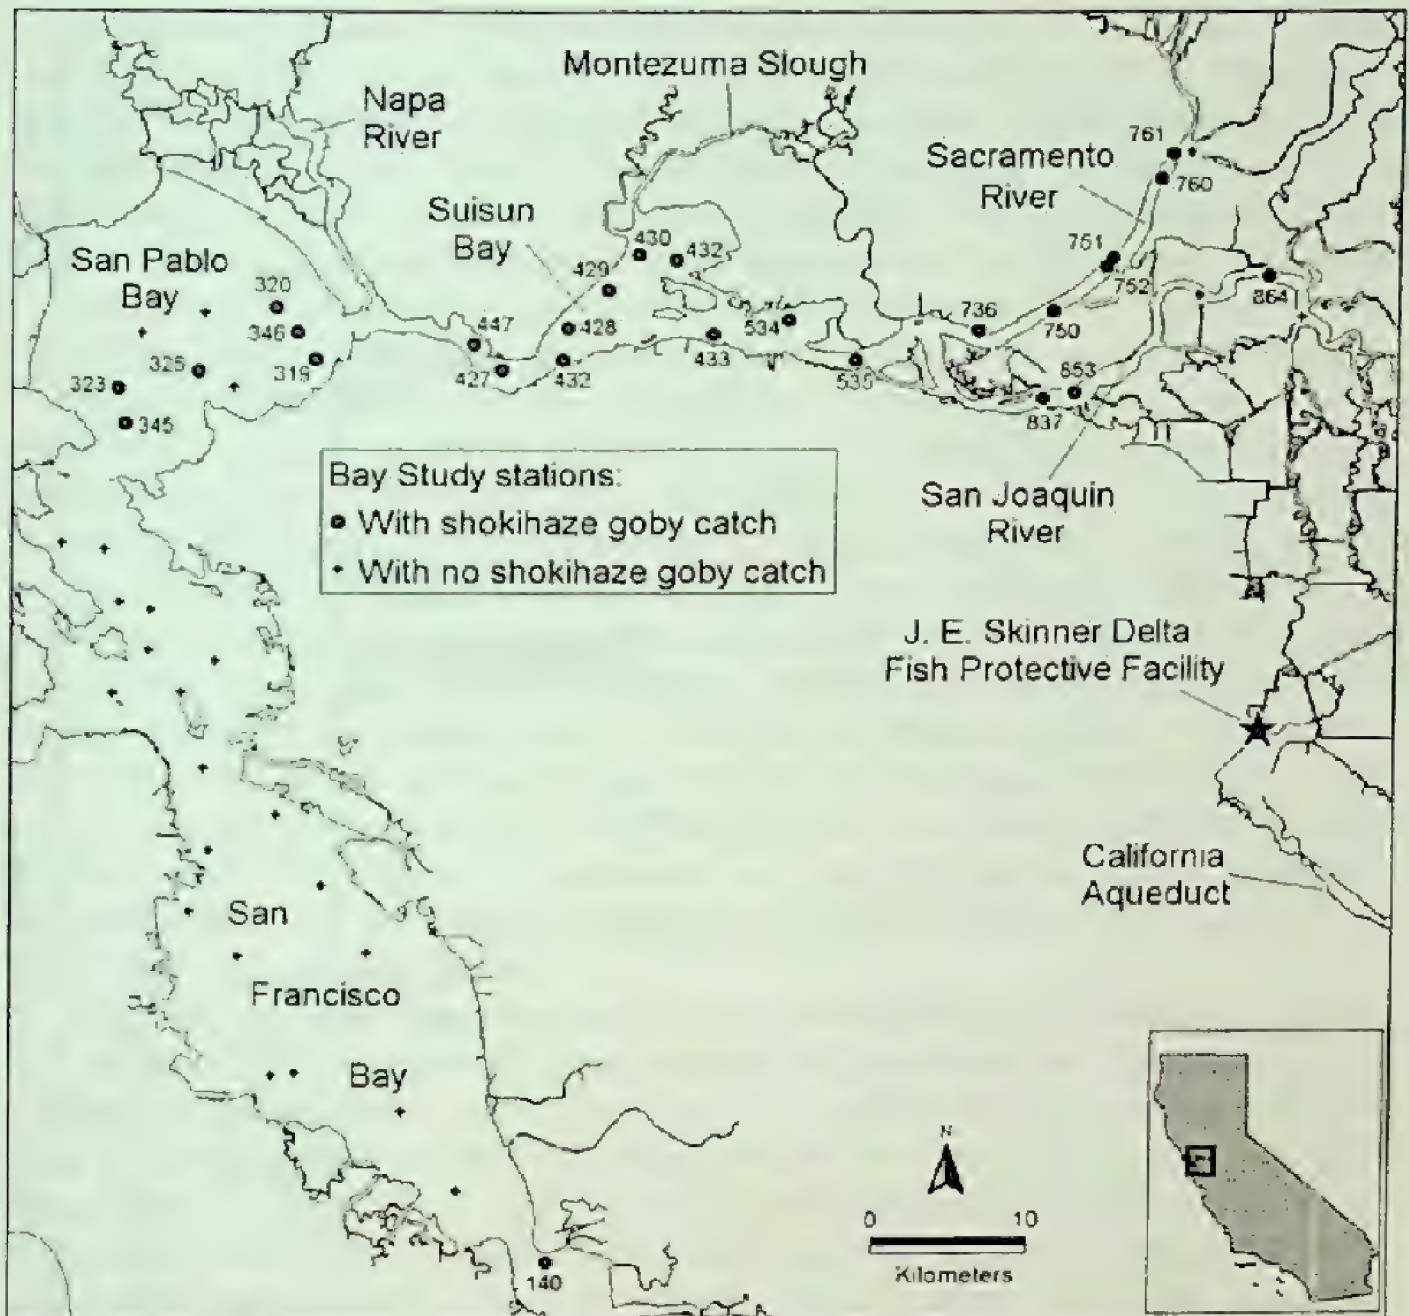 Montezuma Slough
Napa
River
761
Sacramento
River
760
Suisun
Bay
430
432
751
San Pablo
Bay
429
752
320
864
346
447
428
534
736
750
325
319
433
323
427
432
535
853
345
837
Bay Study stations:
With shokihaze goby catch
With no shokihaze goby catch
San Joaquin
River
J. E. Skinner Delta
Fish Protective Facility
California
Aqueduct
San
Francisco
Bay
N
0 10
Kilometers
140